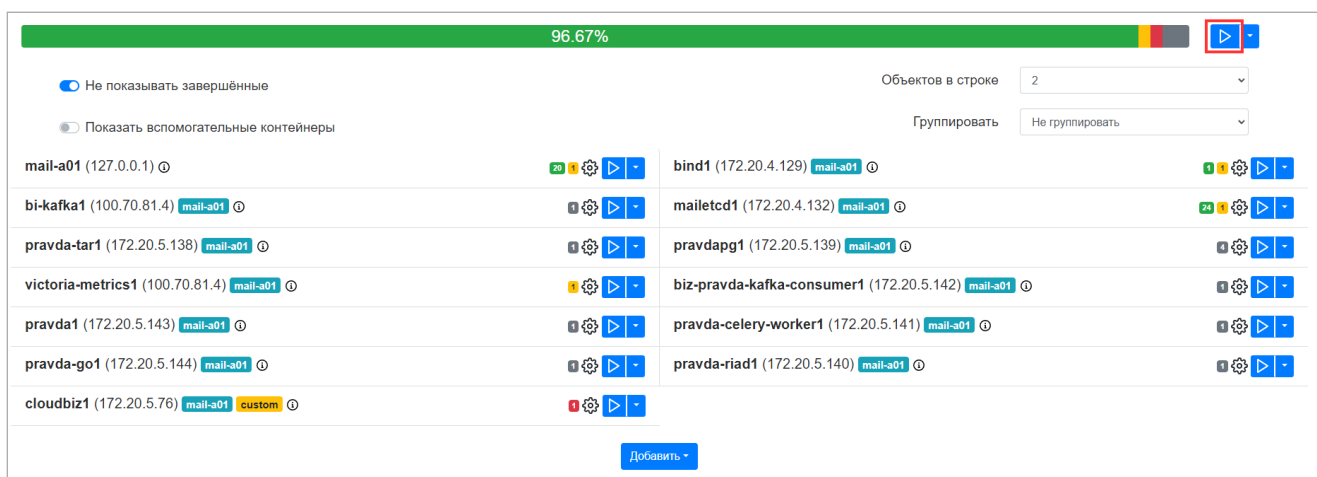 96.67%
Не показывать завершённые
Объектов в строке 2
Показать вспомогательные контейнеры
Группировать Не группировать
mail-a01 (127.0.0.1) 20 1
bind1 (172.20.4.129) mail-a01 1 1
bi-kafka1 (100.70.81.4) mail-a01 1
mailetcd1 (172.20.4.132) mail-a01 24 1
pravda-tar1 (172.20.5.138) mail-a01 1
pravdapg1 (172.20.5.139) mail-a01 4
victoria-metrics1 (100.70.81.4) mail-a01 1
biz-pravda-kafka-consumer1 (172.20.5.142) mail-a01 1
pravda1 (172.20.5.143) mail-a01 1
pravda-celery-worker1 (172.20.5.141) mail-a01 1
pravda-go1 (172.20.5.144) mail-a01 1
pravda-riad1 (172.20.5.140) mail-a01 1
cloudbiz1 (172.20.5.76) mail-a01 custom 1
Добавить